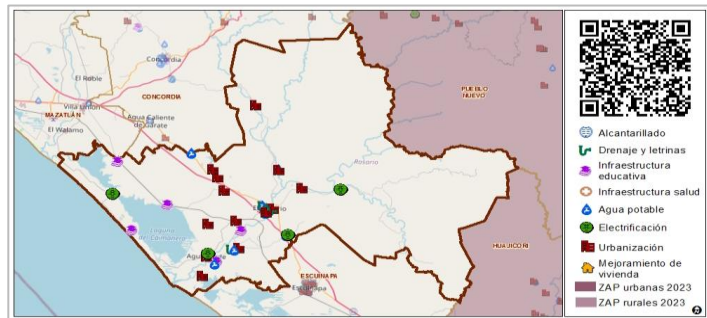 Concordia
El Roble
CONCORDIA
Villa Unión
MAZATLÁN
Agua Caliente
de Gárate
El Walamo
PUEBLO
NUEVO
Rosario
Laguna
HUAJICORI
ESCUINAPA
Escuinapa
Alcantarillado
Drenaje y letrinas
Infraestructura
educativa
Infraestructura salud
Agua potable
Electrificación
Urbanización
Mejoramiento de
vivienda
ZAP urbanas 2023
ZAP rurales 2023